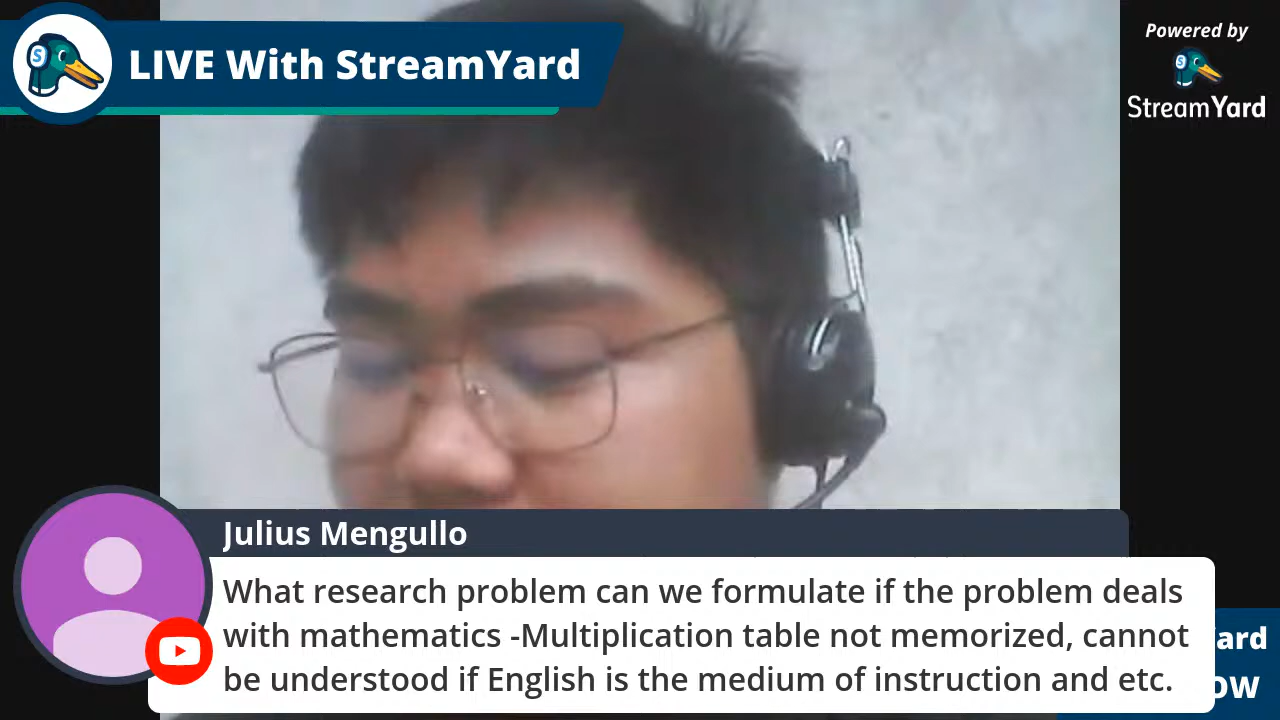 LIVE With StreamYard
Powered by
StreamYard
Julius Mengullo
What research problem can we formulate if the problem deals
with mathematics -Multiplication table not memorized, cannot
be understood if English is the medium of instruction and etc.